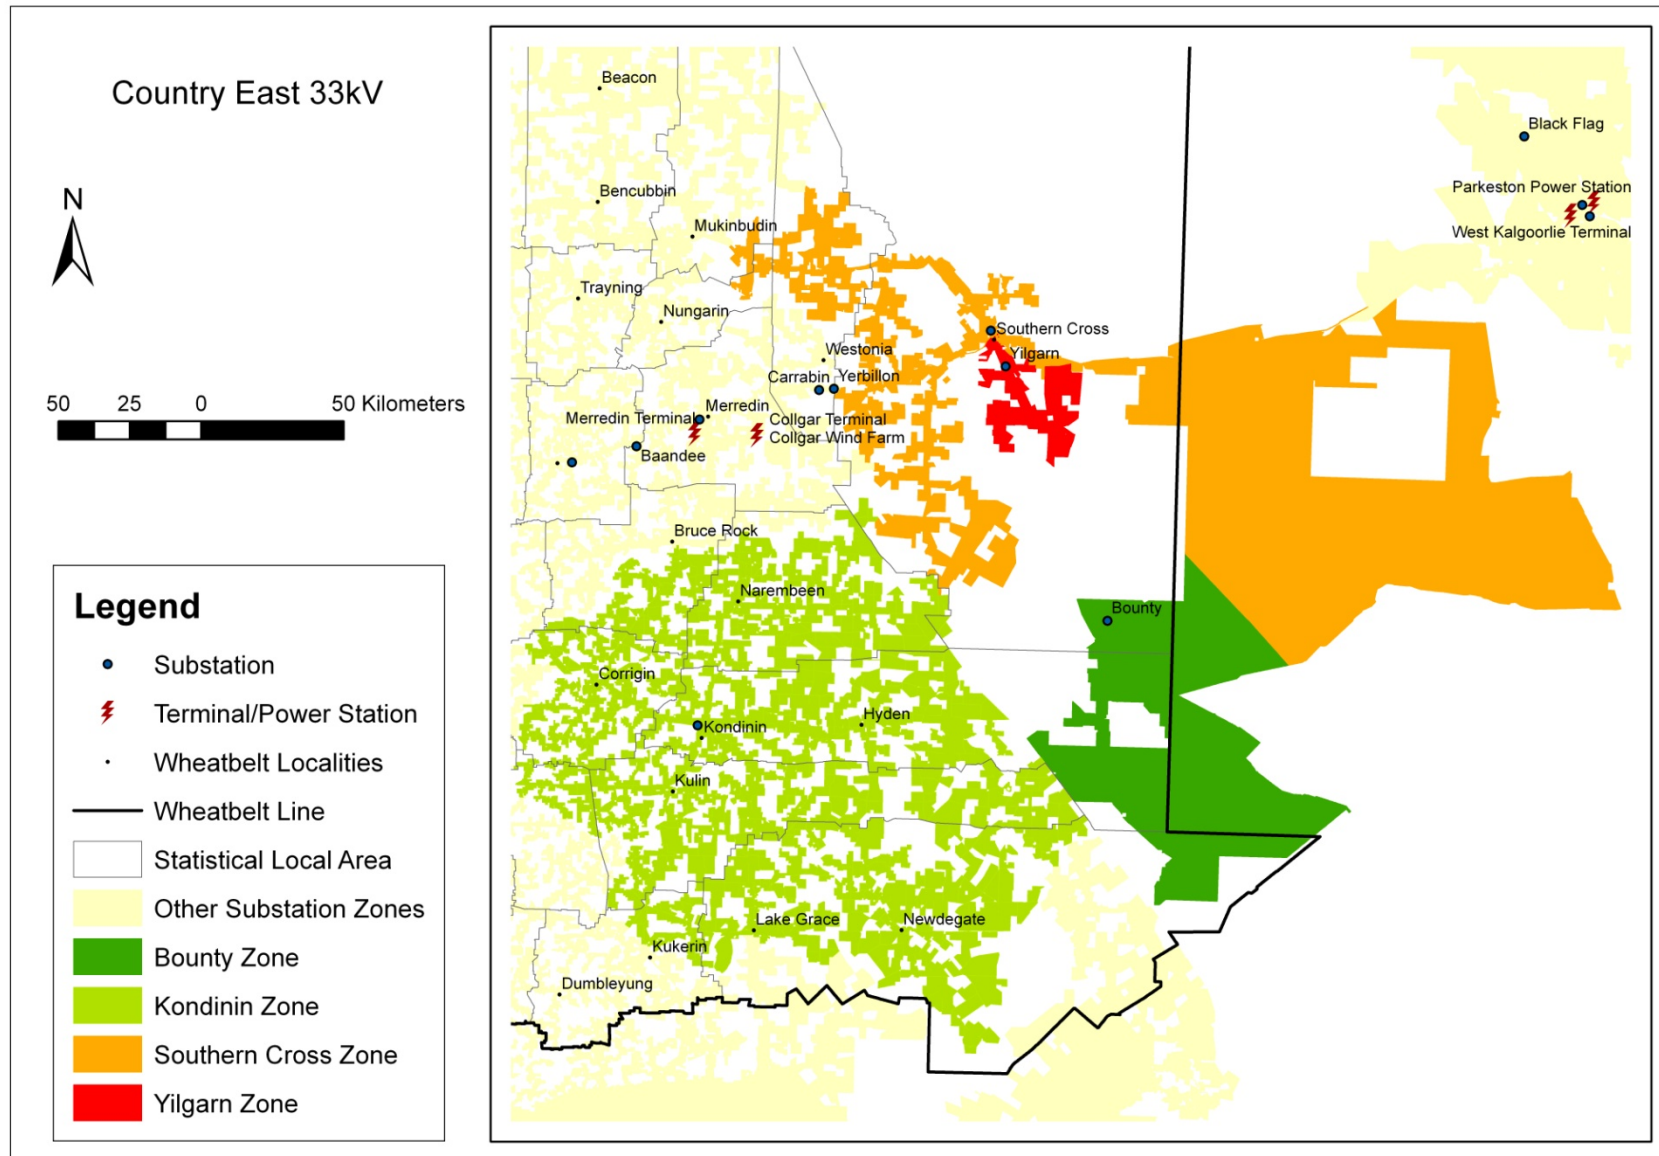 Country East 33kV
N
50 25 0 50 Kilometers
Legend
Substation
Terminal/Power Station
Wheatbelt Localities
Wheatbelt Line
Statistical Local Area
Other Substation Zones
Bounty Zone
Kondinin Zone
Southern Cross Zone
Yilgarn Zone
Beacon
Black Flag
Bencubbin
Parkeston Power Station
Mukinbudin
West Kalgoorlie Terminal
Trayning
Nungarin
Southern Cross
Westonia
Yilgarn
Carrabin
Yerbillon
Merredin
Merredin Terminal
Collgar Terminal
Collgar Wind Farm
Baandee
Bruce Rock
Narembeen
Bounty
Corrigin
Hyden
Kondinin
Kulin
Lake Grace
Newdegate
Kukerin
Dumbleyung